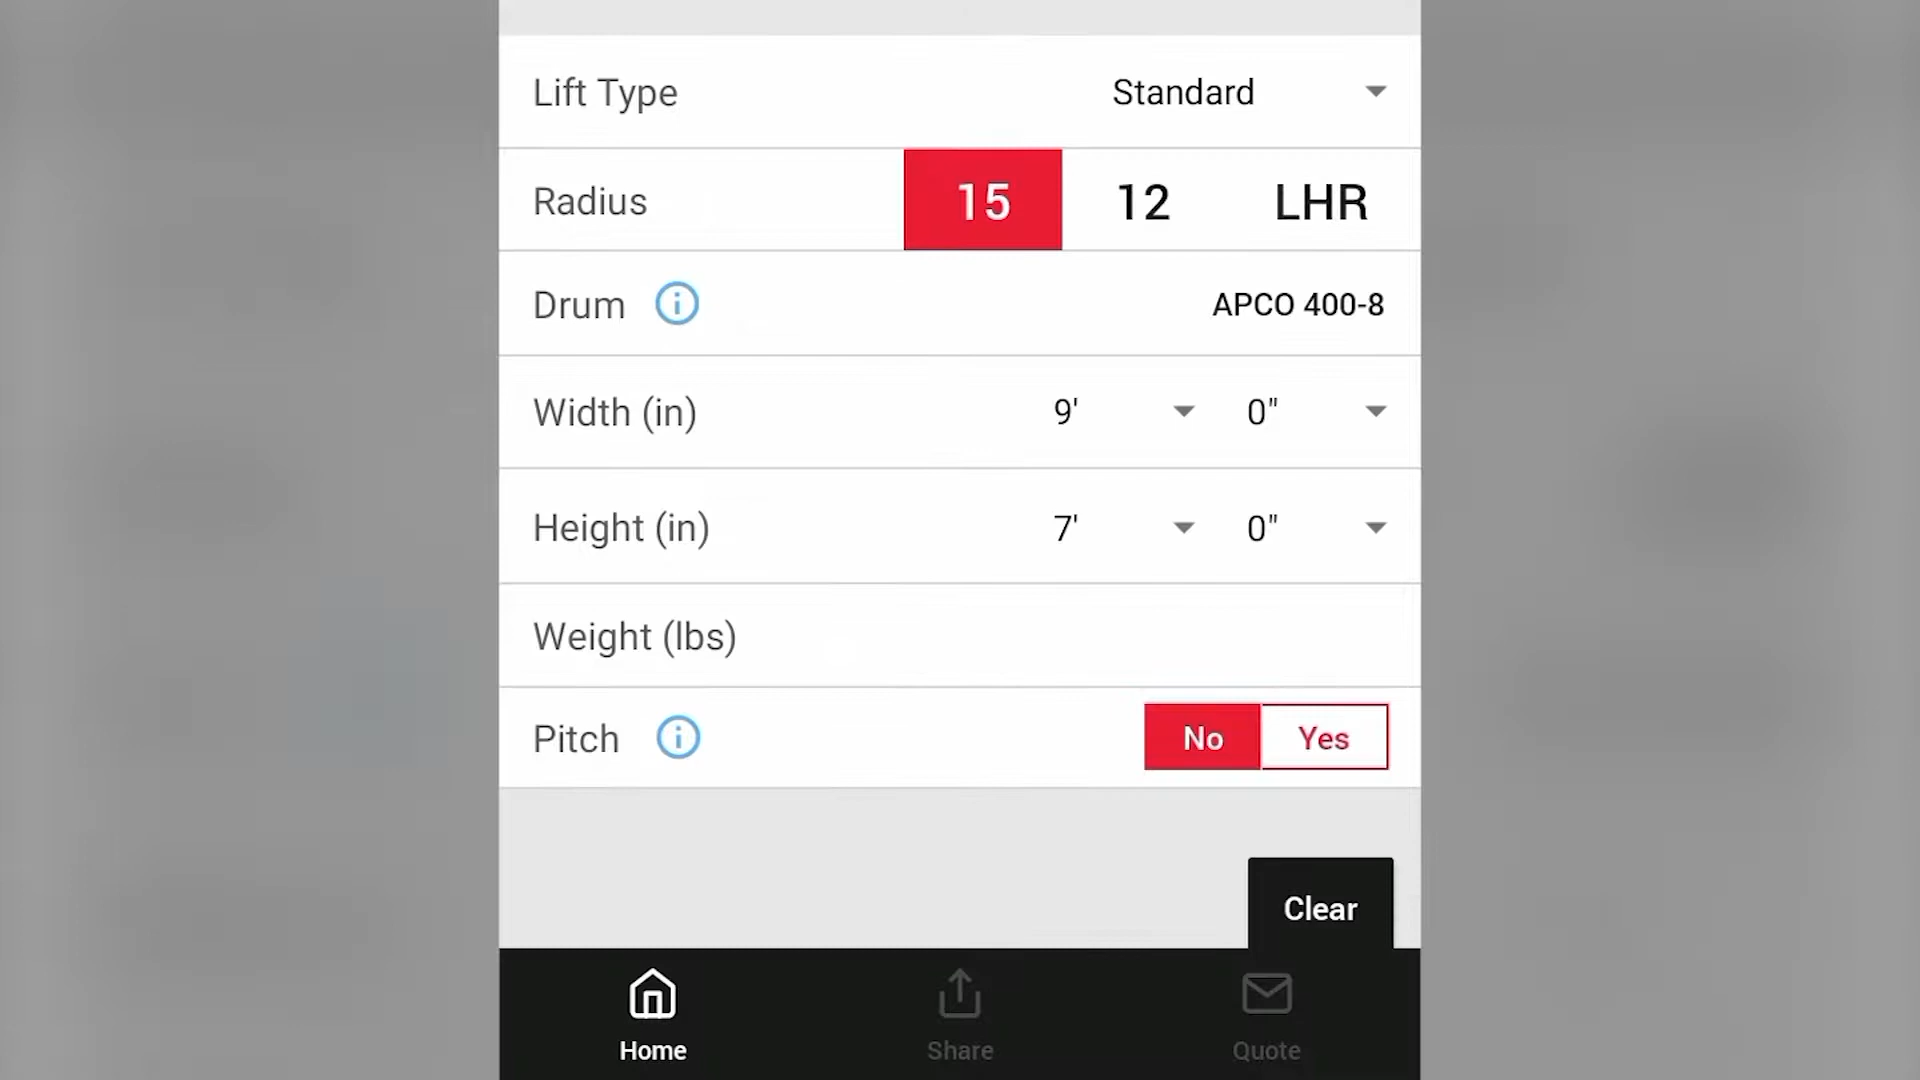 Lift Type Standard
Radius 15 12 LHR
Drum APCO 400-8
Width (in) 9' 0"
Height (in) 7' 0"
Weight (lbs)
Pitch No Yes
Clear
Home Share Quote